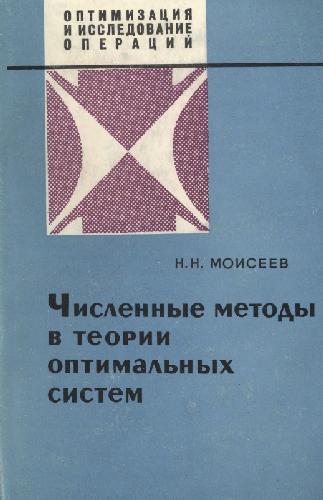 ОПТИМИЗАЦИЯ
И ИССЛЕДОВАНИЕ
ОПЕРАЦИЙ
Н.Н. МОИСЕЕВ
Численные методы
в теории
оптимальных
систем